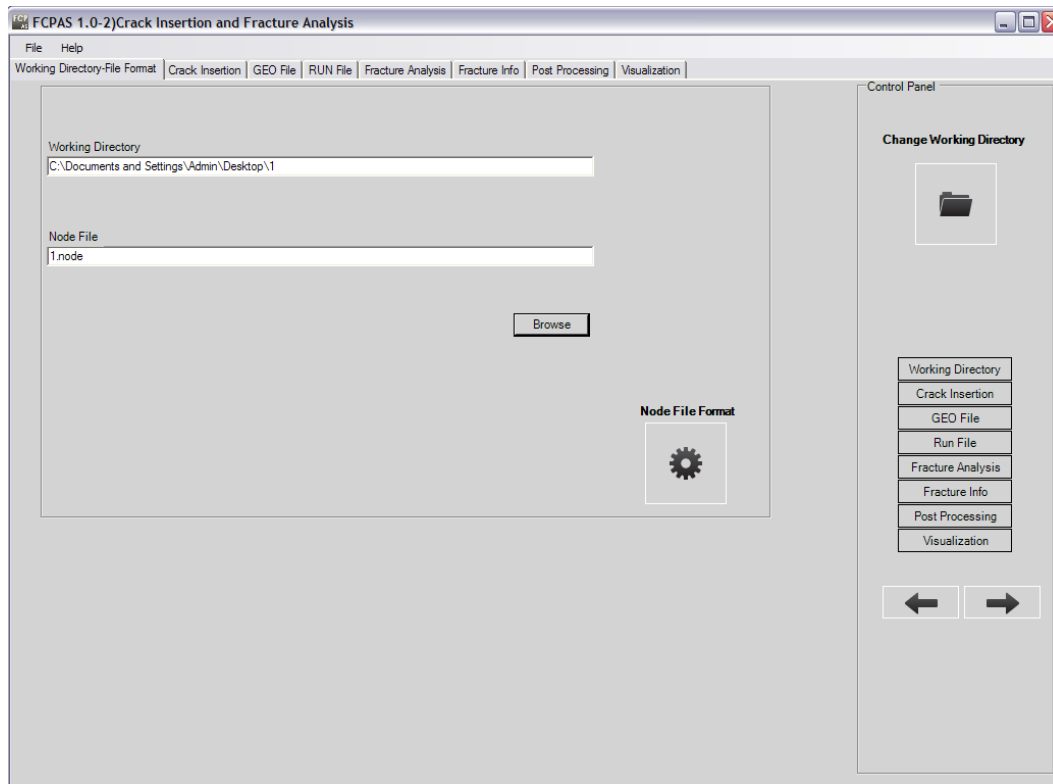 FCPAS 1.0-2)Crack Insertion and Fracture Analysis
File Help
Working Directory-File Format Crack Insertion GEO File RUN File Fracture Analysis Fracture Info Post Processing Visualization
Working Directory
C:\Documents and Settings\Admin\Desktop\1
Node File
1.node
Browse
Node File Format
Control Panel
Change Working Directory
Working Directory
Crack Insertion
GEO File
Run File
Fracture Analysis
Fracture Info
Post Processing
Visualization